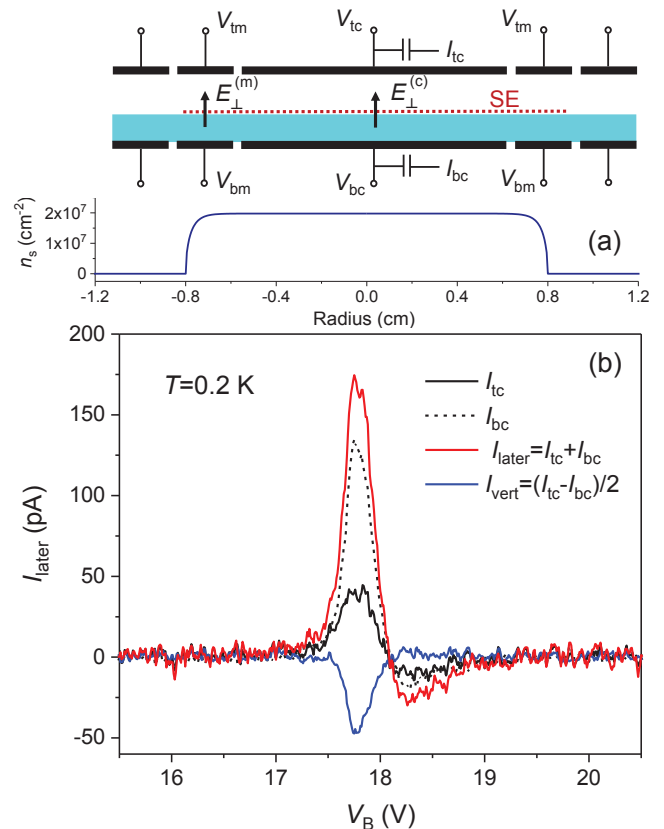 V_tm V_tc V_tm
I_tc
E_⊥^(m) E_⊥^(c) SE
V_bm V_bc I_bc V_bm
n_s (cm^-2)
2x10^7
1x10^7
0
(a)
-1.2 -0.8 -0.4 0.0 0.4 0.8 1.2
Radius (cm)
(b)
T=0.2 K
I_tc
I_bc
I_later=I_tc+I_bc
I_vert=(I_tc-I_bc)/2
I_later (pA)
200
150
100
50
0
-50
16 17 18 19 20
V_B (V)